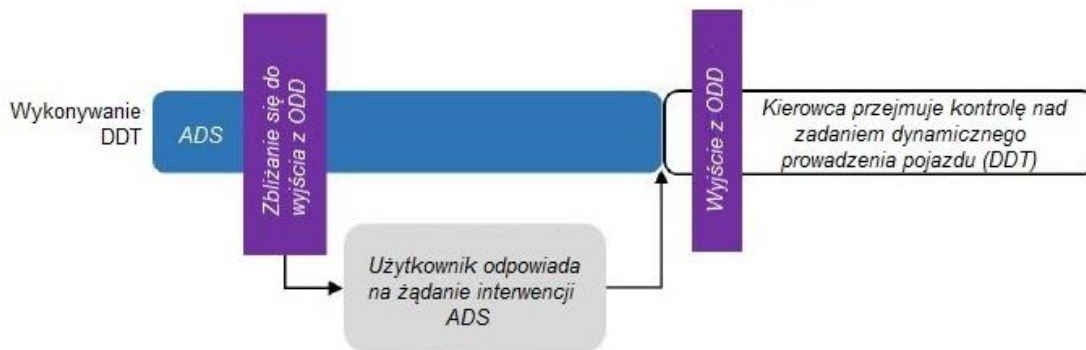 Wykonywanie
DDT
ADS
Zbliżanie się do
wyjścia z ODD
Użytkownik odpowiada
na żądanie interwencji
ADS
Wyjście z ODD
Kierowca przejmuje kontrolę nad
zadaniem dynamicznego
prowadzenia pojazdu (DDT)